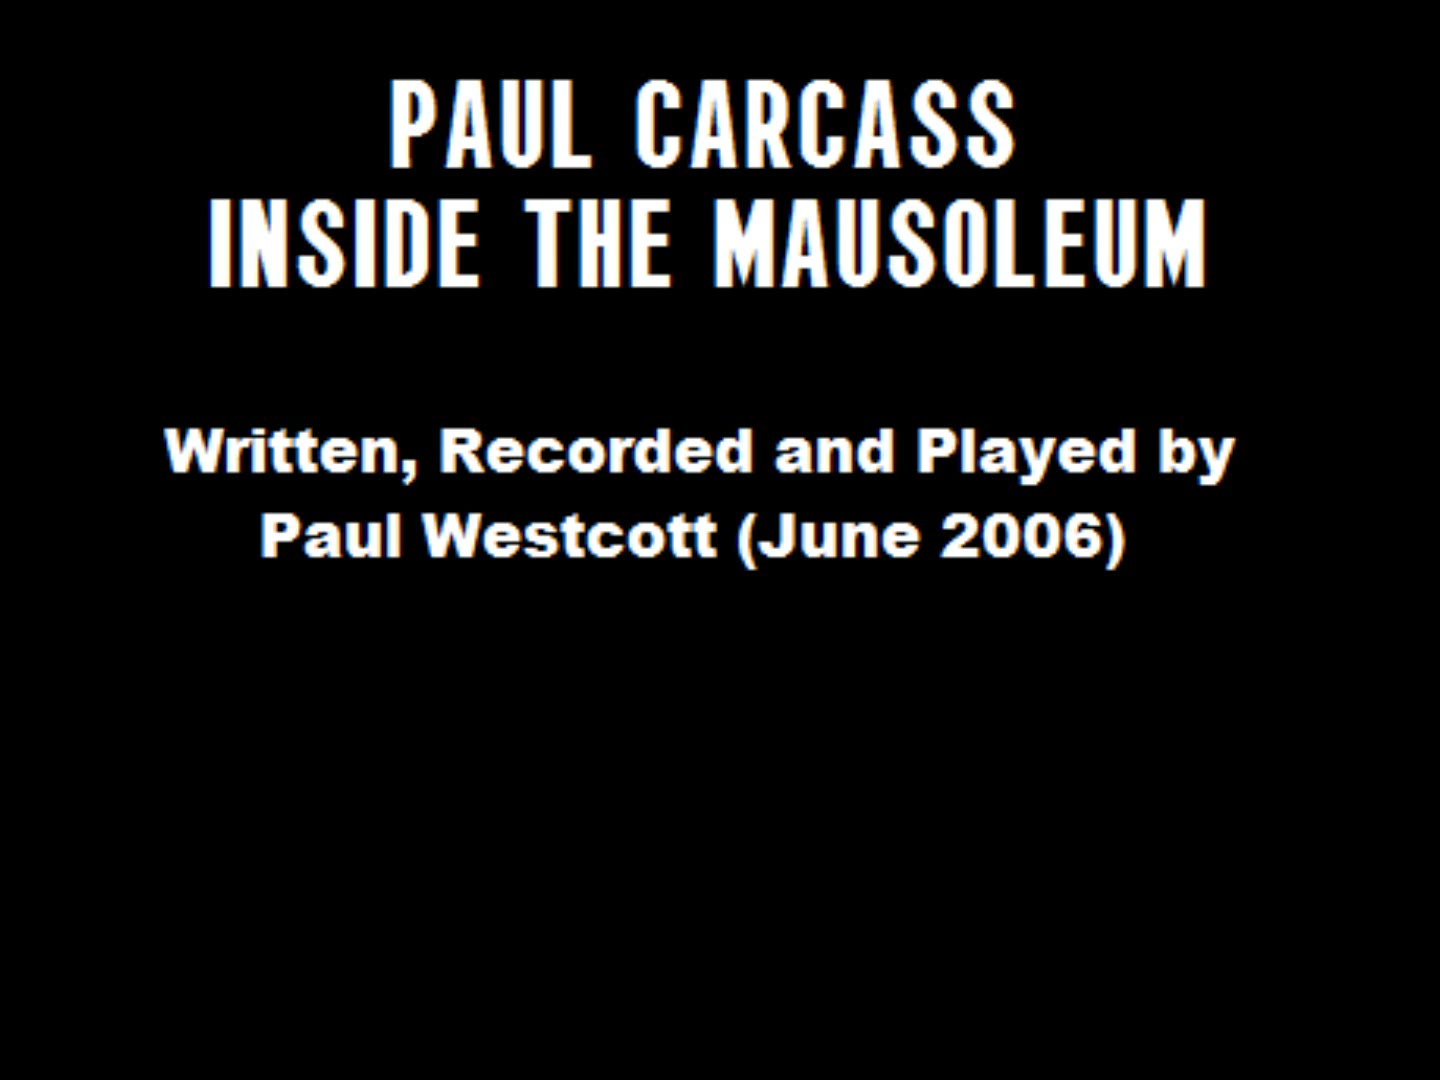 PAUL CARCASS
INSIDE THE MAUSOLEUM
Written, Recorded and Played by
Paul Westcott (June 2006)